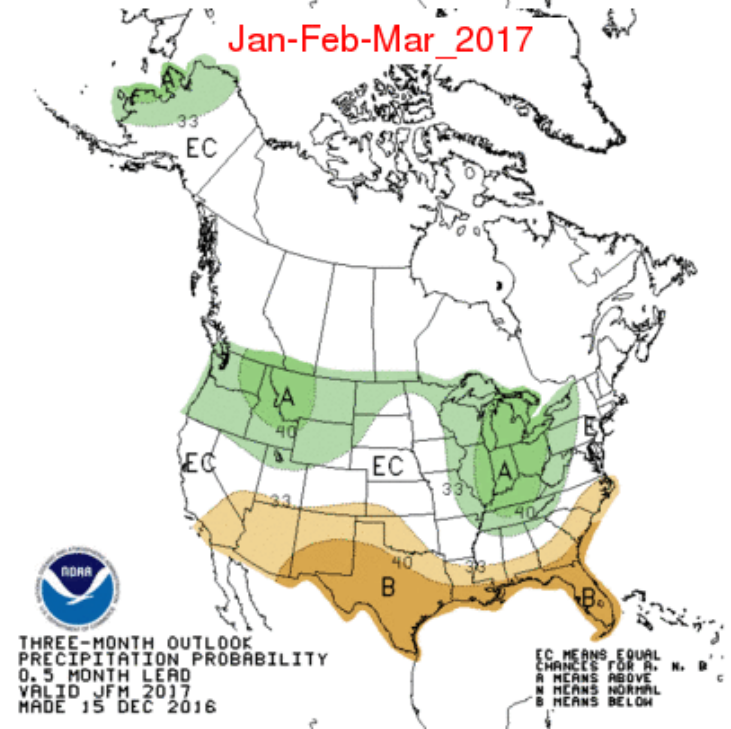 Jan-Feb-Mar_2017
A
33
EC
A
40
E
EC
EC
A
33
33
40
40
33
B
B
NOAA
THREE-MONTH OUTLOOK
PRECIPITATION PROBABILITY
0.5 MONTH LEAD
VALID JFM 2017
MADE 15 DEC 2016
EC MEANS EQUAL
CHANCES FOR A, N, B
A MEANS ABOVE
N MEANS NORMAL
B MEANS BELOW